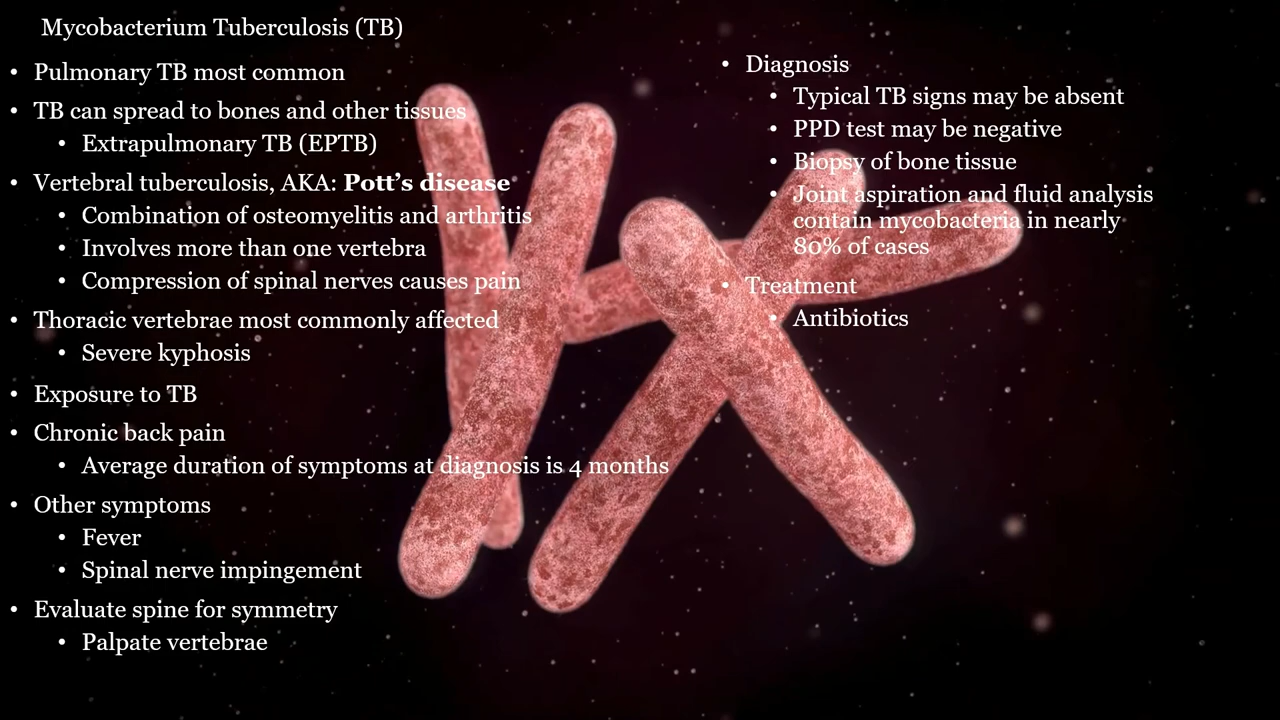 Mycobacterium Tuberculosis (TB)
• Pulmonary TB most common
• TB can spread to bones and other tissues
• Extrapulmonary TB (EPTB)
• Vertebral tuberculosis, AKA: Pott's disease
• Combination of osteomyelitis and arthritis
• Involves more than one vertebra
• Compression of spinal nerves causes pain
• Thoracic vertebrae most commonly affected
• Severe kyphosis
• Exposure to TB
• Chronic back pain
• Average duration of symptoms at diagnosis is 4 months
• Other symptoms
• Fever
• Spinal nerve impingement
• Evaluate spine for symmetry
• Palpate vertebrae
• Diagnosis
• Typical TB signs may be absent
• PPD test may be negative
• Biopsy of bone tissue
• Joint aspiration and fluid analysis
contain mycobacteria in nearly
80% of cases
• Treatment
• Antibiotics